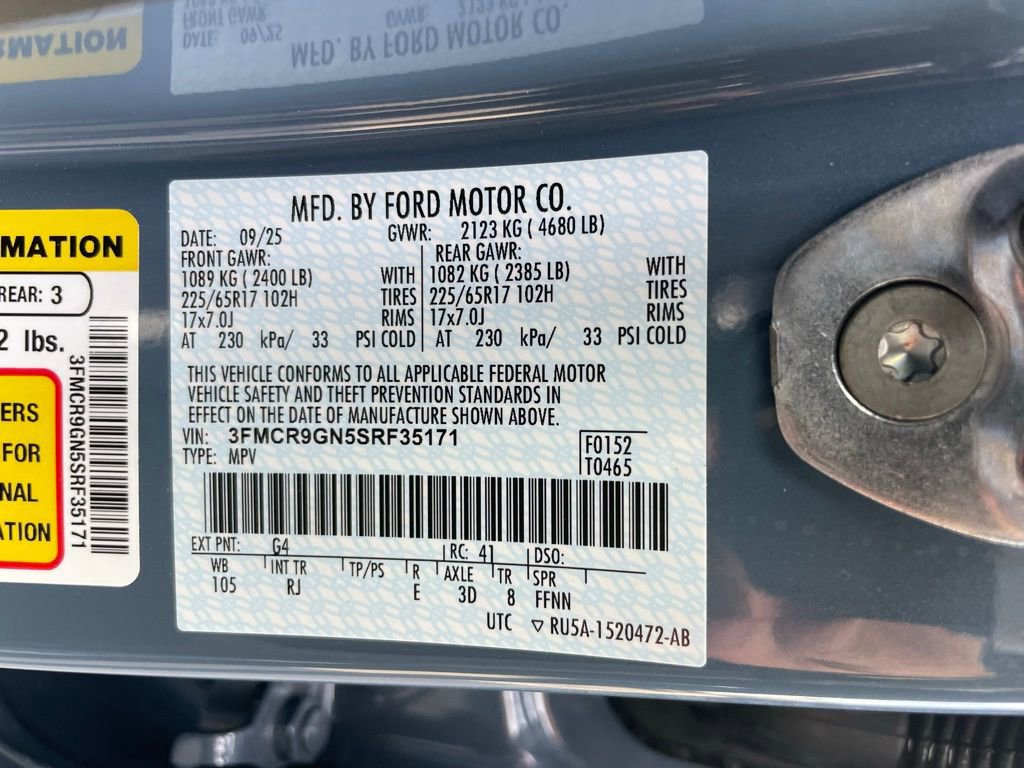 MFD. BY FORD MOTOR CO.
DATE: 09/25 GVWR: 2123 KG ( 4680 LB)
FRONT GAWR: REAR GAWR:
1089 KG ( 2400 LB) WITH 1082 KG ( 2385 LB) WITH
225/65R17 102H TIRES 225/65R17 102H TIRES
17x7.0J RIMS 17x7.0J RIMS
AT 230 kPa/ 33 PSI COLD AT 230 kPa/ 33 PSI COLD
THIS VEHICLE CONFORMS TO ALL APPLICABLE FEDERAL MOTOR
VEHICLE SAFETY AND THEFT PREVENTION STANDARDS IN
EFFECT ON THE DATE OF MANUFACTURE SHOWN ABOVE.
VIN: 3FMCR9GN5SRF35171
TYPE: MPV
F0152
T0465
EXT PNT: G4 RC: 41 DSO:
WB INT TR TP/PS R AXLE TR SPR
105 RJ E 3D 8 FFNN
UTC ▽ RU5A-1520472-AB
RMATION
REAR: 3
2 lbs.
ERS
FOR
NAL
ATION
3FMCR9GN5SRF35171